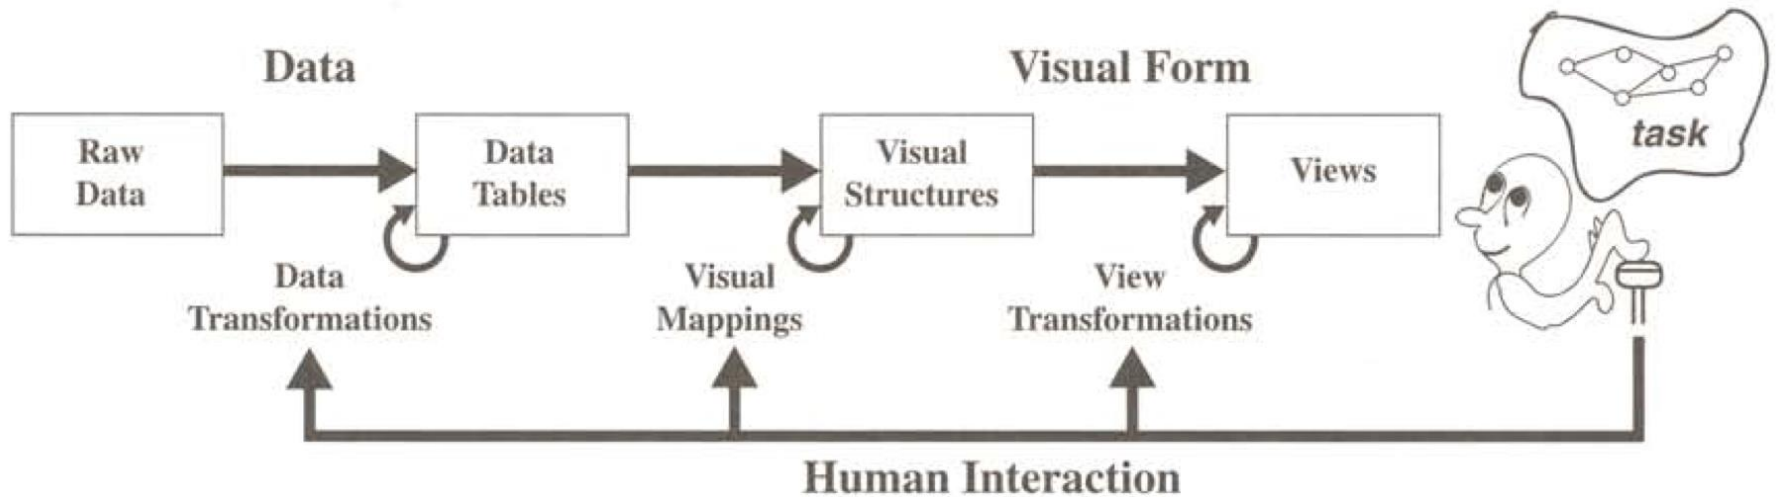 Data
Visual Form
Raw
Data
Data
Tables
Visual
Structures
Views
task
Data
Transformations
Visual
Mappings
View
Transformations
Human Interaction